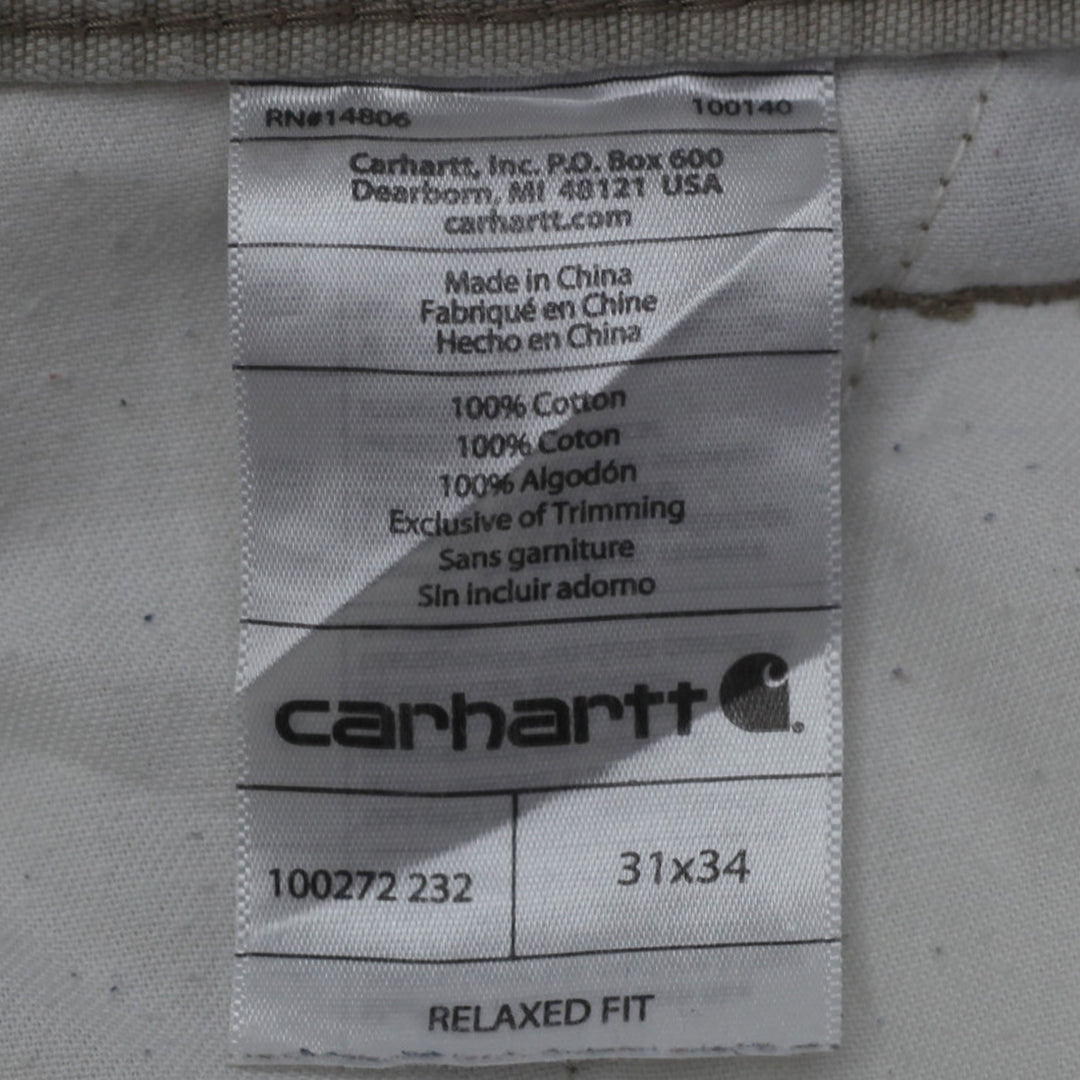 RN#14806 100140
Carhartt, Inc. P.O. Box 600
Dearborn, MI 48121 USA
carhartt.com
Made in China
Fabriqué en Chine
Hecho en China
100% Cotton
100% Coton
100% Algodón
Exclusive of Trimming
Sans garniture
Sin incluir adorno
carhartt
100272 232 31x34
RELAXED FIT